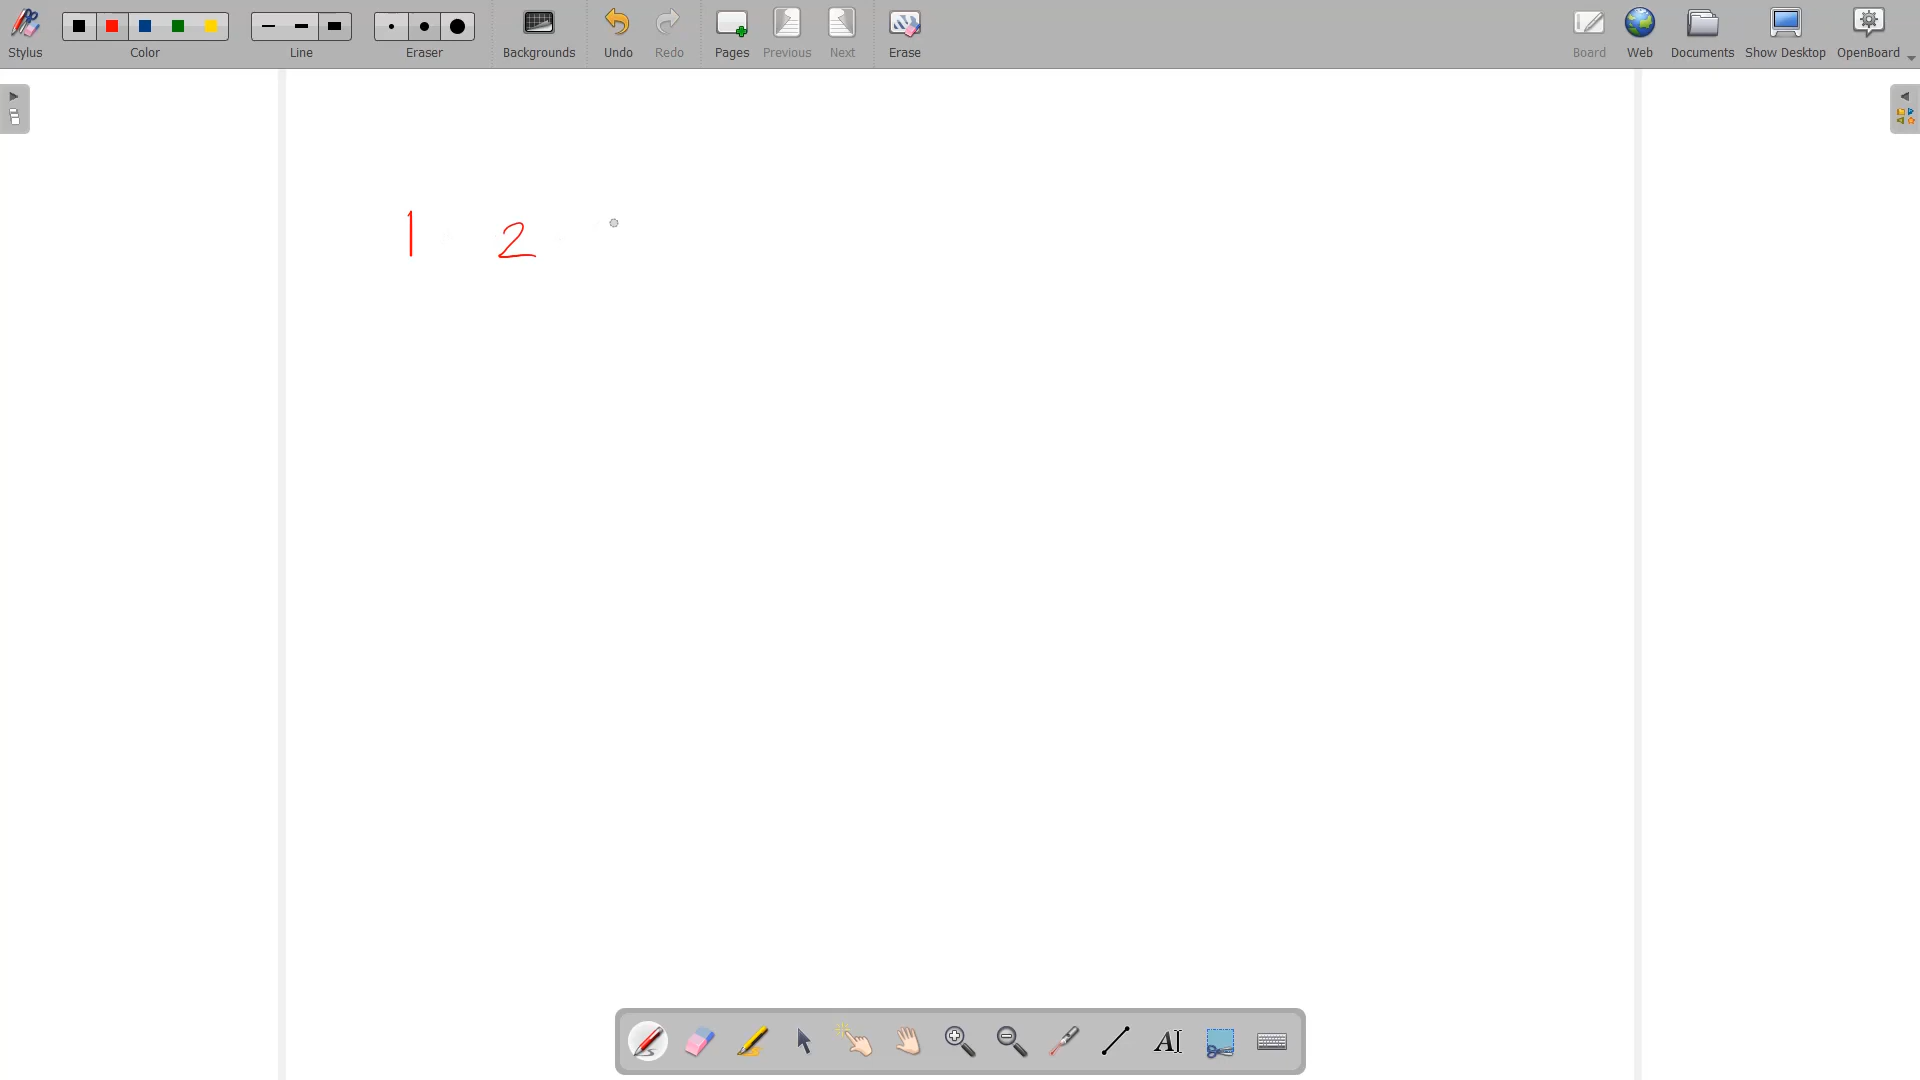 Stylus Color Line Eraser Backgrounds Undo Redo Pages Previous Next Erase Board Web Documents Show Desktop OpenBoard
1 2
A